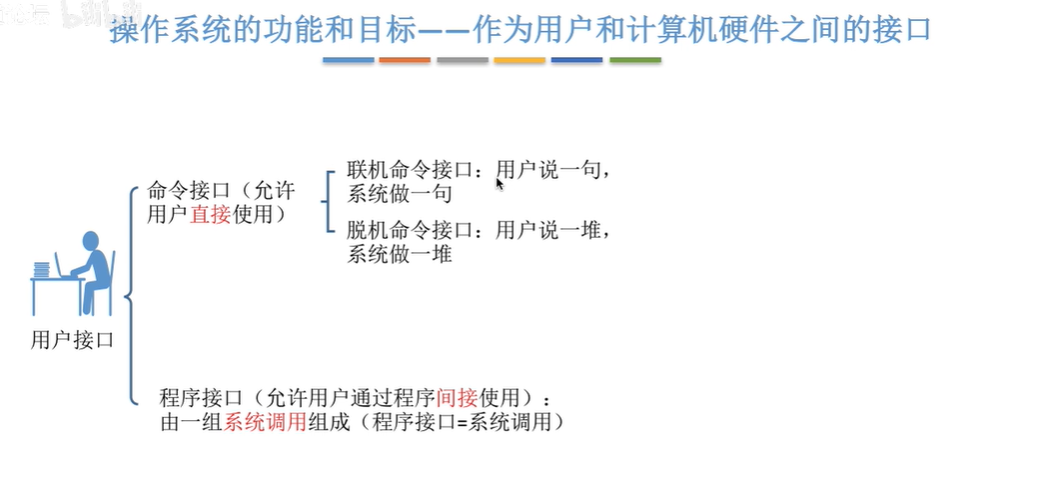 操作系统的功能和目标——作为用户和计算机硬件之间的接口
命令接口（允许
用户直接使用）
联机命令接口：用户说一句，
系统做一句
脱机命令接口：用户说一堆，
系统做一堆
用户接口
程序接口（允许用户通过程序间接使用）：
由一组系统调用组成（程序接口=系统调用）